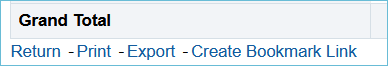 Grand Total
Return - Print - Export - Create Bookmark Link